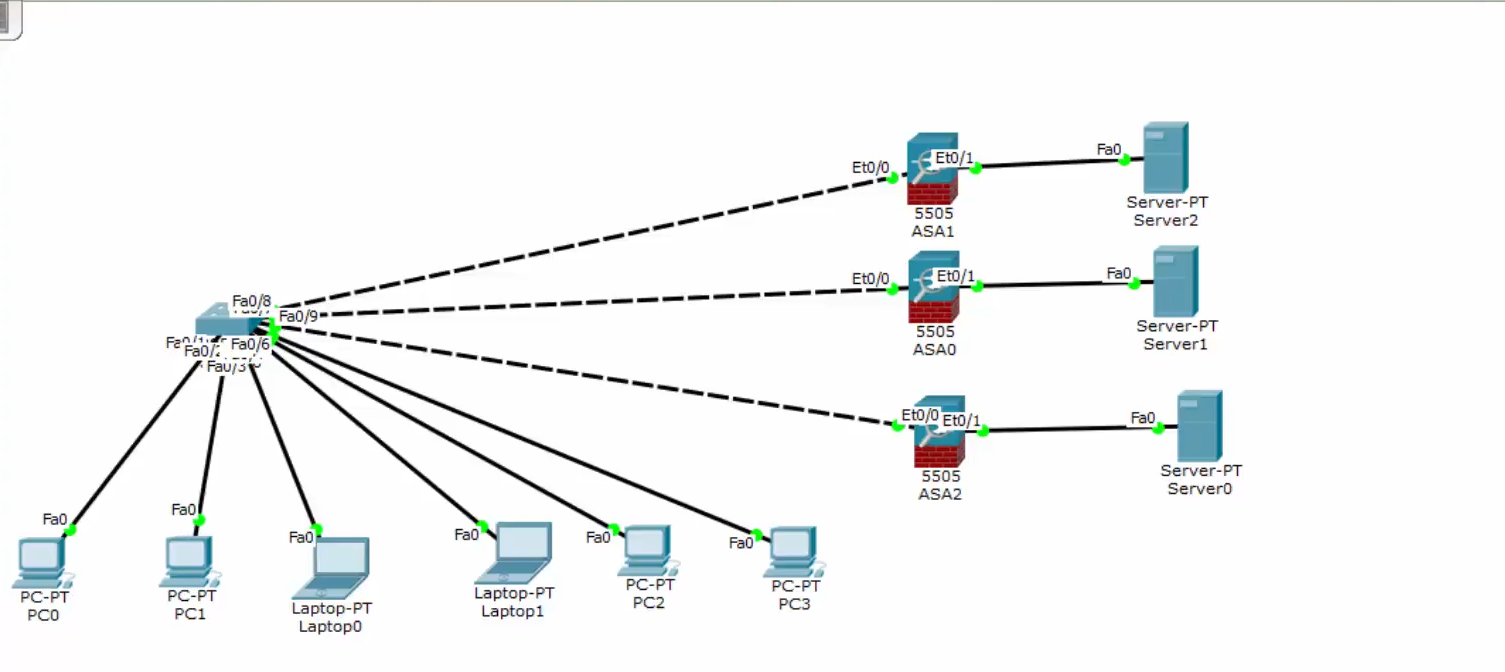 Fa0
Et0/1
Et0/0
Server-PT
Server2
5505
ASA1
Fa0
Et0/0
Et0/1
Fa0/8
Fa0/9
Server-PT
Server1
5505
ASA0
Fa0/6
Fa0/2
Fa0/3
Et0/0
Et0/1
Fa0
Server-PT
Server0
5505
ASA2
Fa0
Fa0
Fa0
Fa0
Fa0
Fa0
PC-PT
PC0
PC-PT
PC1
Laptop-PT
Laptop0
Laptop-PT
Laptop1
PC-PT
PC2
PC-PT
PC3